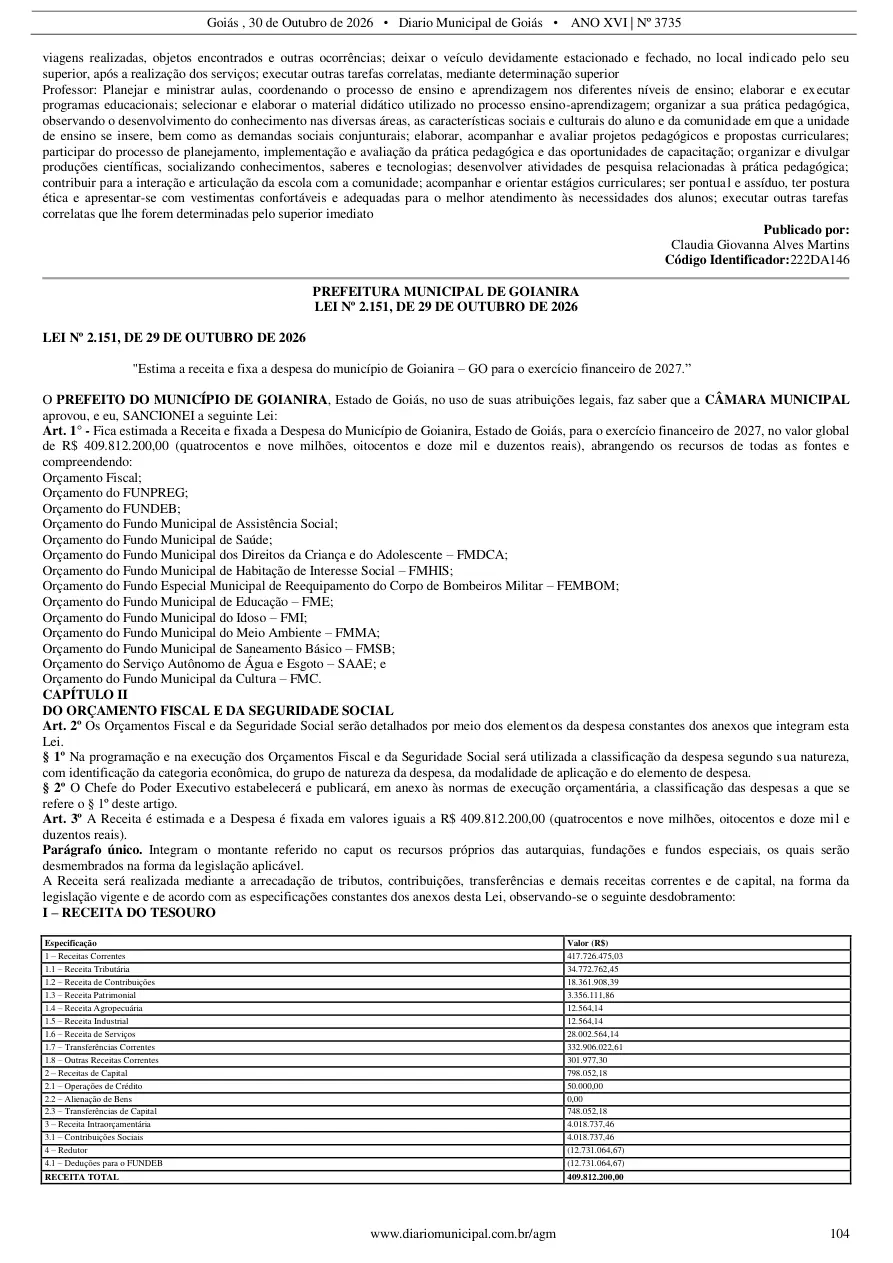 Goiás , 30 de Outubro de 2026 • Diario Municipal de Goiás • ANO XVI | Nº 3735
viagens realizadas, objetos encontrados e outras ocorrências; deixar o veículo devidamente estacionado e fechado, no local indicado pelo seu
superior, após a realização dos serviços; executar outras tarefas correlatas, mediante determinação superior
Professor: Planejar e ministrar aulas, coordenando o processo de ensino e aprendizagem nos diferentes níveis de ensino; elaborar e executar
programas educacionais; selecionar e elaborar o material didático utilizado no processo ensino-aprendizagem; organizar a sua prática pedagógica,
observando o desenvolvimento do conhecimento nas diversas áreas, as características sociais e culturais do aluno e da comunidade em que a unidade
de ensino se insere, bem como as demandas sociais conjunturais; elaborar, acompanhar e avaliar projetos pedagógicos e propostas curriculares;
participar do processo de planejamento, implementação e avaliação da prática pedagógica e das oportunidades de capacitação; organizar e divulgar
produções científicas, socializando conhecimentos, saberes e tecnologias; desenvolver atividades de pesquisa relacionadas à prática pedagógica;
contribuir para a interação e articulação da escola com a comunidade; acompanhar e orientar estágios curriculares; ser pontual e assíduo, ter postura
ética e apresentar-se com vestimentas confortáveis e adequadas para o melhor atendimento às necessidades dos alunos; executar outras tarefas
correlatas que lhe forem determinadas pelo superior imediato
Publicado por:
Claudia Giovanna Alves Martins
Código Identificador:222DA146
PREFEITURA MUNICIPAL DE GOIANIRA
LEI Nº 2.151, DE 29 DE OUTUBRO DE 2026
LEI Nº 2.151, DE 29 DE OUTUBRO DE 2026
"Estima a receita e fixa a despesa do município de Goianira – GO para o exercício financeiro de 2027.”
O PREFEITO DO MUNICÍPIO DE GOIANIRA, Estado de Goiás, no uso de suas atribuições legais, faz saber que a CÂMARA MUNICIPAL
aprovou, e eu, SANCIONEI a seguinte Lei:
Art. 1° - Fica estimada a Receita e fixada a Despesa do Município de Goianira, Estado de Goiás, para o exercício financeiro de 2027, no valor global
de R$ 409.812.200,00 (quatrocentos e nove milhões, oitocentos e doze mil e duzentos reais), abrangendo os recursos de todas as fontes e
compreendendo:
Orçamento Fiscal;
Orçamento do FUNPREG;
Orçamento do FUNDEB;
Orçamento do Fundo Municipal de Assistência Social;
Orçamento do Fundo Municipal de Saúde;
Orçamento do Fundo Municipal dos Direitos da Criança e do Adolescente – FMDCA;
Orçamento do Fundo Municipal de Habitação de Interesse Social – FMHIS;
Orçamento do Fundo Especial Municipal de Reequipamento do Corpo de Bombeiros Militar – FEMBOM;
Orçamento do Fundo Municipal de Educação – FME;
Orçamento do Fundo Municipal do Idoso – FMI;
Orçamento do Fundo Municipal do Meio Ambiente – FMMA;
Orçamento do Fundo Municipal de Saneamento Básico – FMSB;
Orçamento do Serviço Autônomo de Água e Esgoto – SAAE; e
Orçamento do Fundo Municipal da Cultura – FMC.
CAPÍTULO II
DO ORÇAMENTO FISCAL E DA SEGURIDADE SOCIAL
Art. 2º Os Orçamentos Fiscal e da Seguridade Social serão detalhados por meio dos elementos da despesa constantes dos anexos que integram esta
Lei.
§ 1º Na programação e na execução dos Orçamentos Fiscal e da Seguridade Social será utilizada a classificação da despesa segundo sua natureza,
com identificação da categoria econômica, do grupo de natureza da despesa, da modalidade de aplicação e do elemento de despesa.
§ 2º O Chefe do Poder Executivo estabelecerá e publicará, em anexo às normas de execução orçamentária, a classificação das despesas a que se
refere o § 1º deste artigo.
Art. 3º A Receita é estimada e a Despesa é fixada em valores iguais a R$ 409.812.200,00 (quatrocentos e nove milhões, oitocentos e doze mil e
duzentos reais).
Parágrafo único. Integram o montante referido no caput os recursos próprios das autarquias, fundações e fundos especiais, os quais serão
desmembrados na forma da legislação aplicável.
A Receita será realizada mediante a arrecadação de tributos, contribuições, transferências e demais receitas correntes e de capital, na forma da
legislação vigente e de acordo com as especificações constantes dos anexos desta Lei, observando-se o seguinte desdobramento:
I – RECEITA DO TESOURO
Especificação Valor (R$)
1 – Receitas Correntes 417.726.475,03
1.1 – Receita Tributária 34.772.762,45
1.2 – Receita de Contribuições 18.361.908,39
1.3 – Receita Patrimonial 3.356.111,86
1.4 – Receita Agropecuária 12.564,14
1.5 – Receita Industrial 12.564,14
1.6 – Receita de Serviços 28.002.564,14
1.7 – Transferências Correntes 332.906.022,61
1.8 – Outras Receitas Correntes 301.977,30
2 – Receitas de Capital 798.052,18
2.1 – Operações de Crédito 50.000,00
2.2 – Alienação de Bens 0,00
2.3 – Transferências de Capital 748.052,18
3 – Receita Intraorçamentária 4.018.737,46
3.1 – Contribuições Sociais 4.018.737,46
4 – Redutor (12.731.064,67)
4.1 – Deduções para o FUNDEB (12.731.064,67)
RECEITA TOTAL 409.812.200,00
www.diariomunicipal.com.br/agm 104